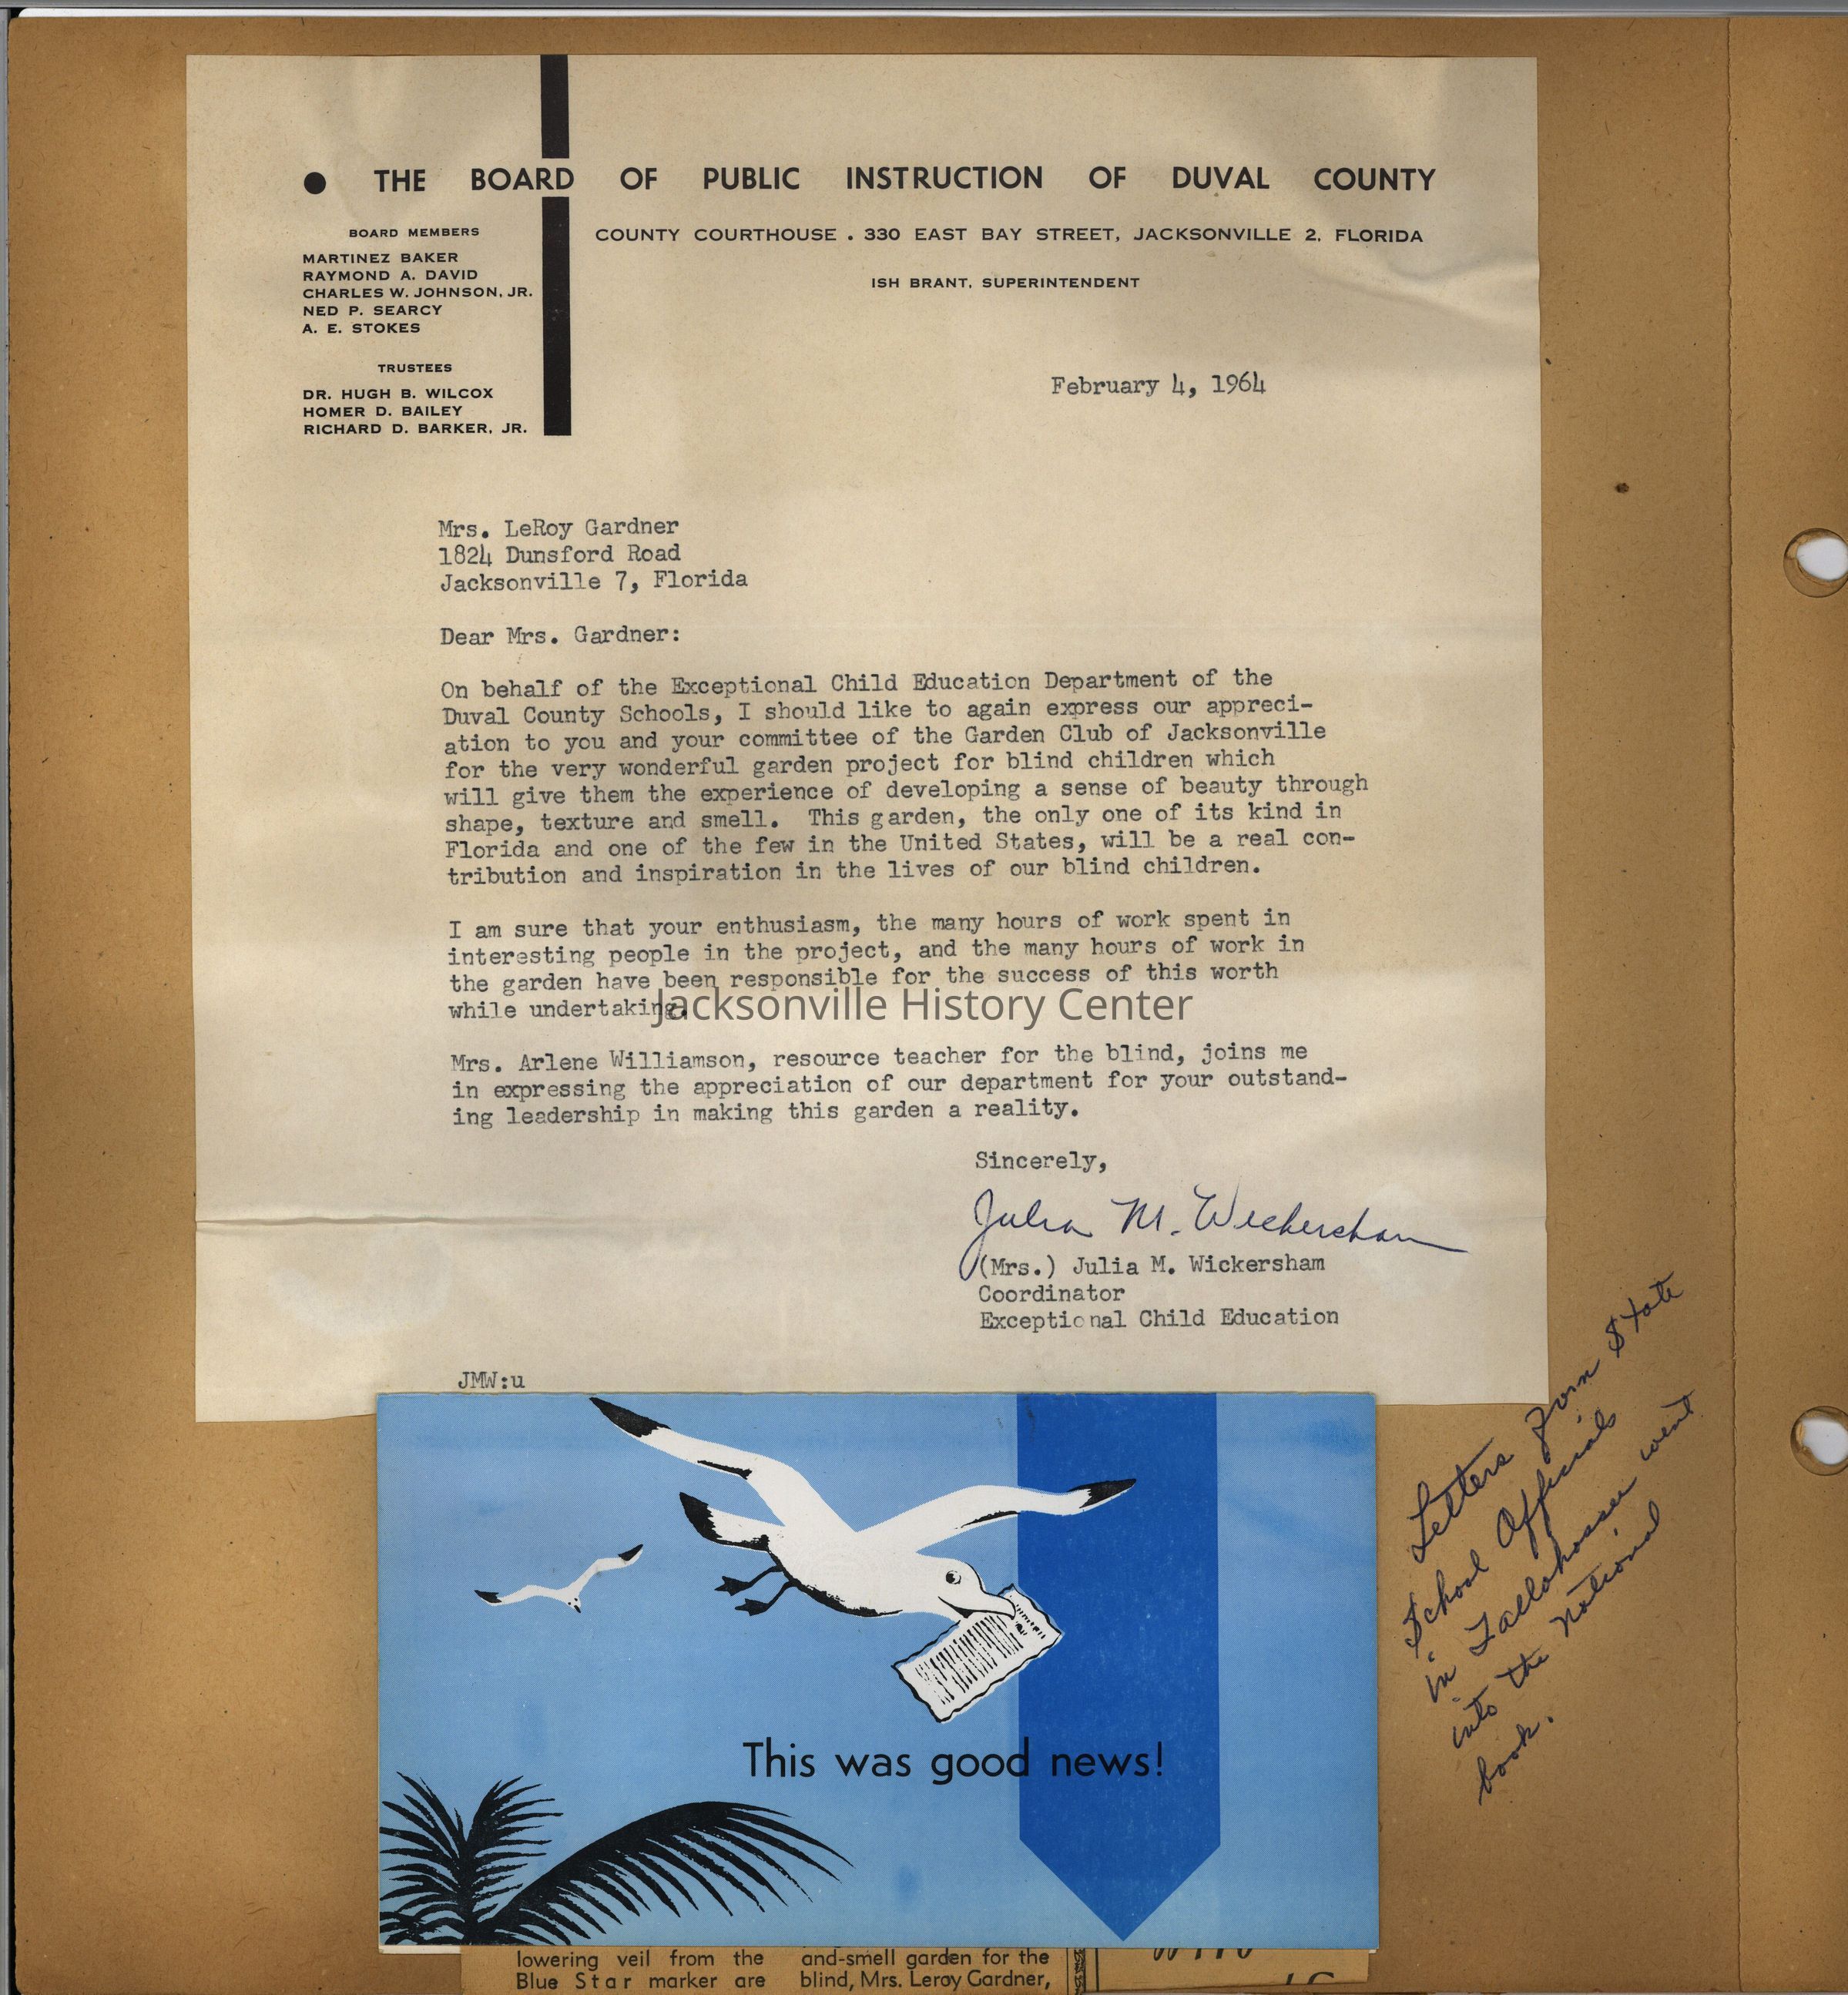 ● THE BOARD OF PUBLIC INSTRUCTION OF DUVAL COUNTY
COUNTY COURTHOUSE . 330 EAST BAY STREET, JACKSONVILLE 2, FLORIDA
ISH BRANT, SUPERINTENDENT
BOARD MEMBERS
MARTINEZ BAKER
RAYMOND A. DAVID
CHARLES W. JOHNSON, JR.
NED P. SEARCY
A. E. STOKES
TRUSTEES
DR. HUGH B. WILCOX
HOMER D. BAILEY
RICHARD D. BARKER, JR.
February 4, 1964
Mrs. LeRoy Gardner
1824 Dunsford Road
Jacksonville 7, Florida
Dear Mrs. Gardner:
On behalf of the Exceptional Child Education Department of the
Duval County Schools, I should like to again express our appreci-
ation to you and your committee of the Garden Club of Jacksonville
for the very wonderful garden project for blind children which
will give them the experience of developing a sense of beauty through
shape, texture and smell. This garden, the only one of its kind in
Florida and one of the few in the United States, will be a real con-
tribution and inspiration in the lives of our blind children.
I am sure that your enthusiasm, the many hours of work spent in
interesting people in the project, and the many hours of work in
the garden have been responsible for the success of this worth
while undertaking.
Jacksonville History Center
Mrs. Arlene Williamson, resource teacher for the blind, joins me
in expressing the appreciation of our department for your outstand-
ing leadership in making this garden a reality.
Sincerely,
Julia M. Wickersham
(Mrs.) Julia M. Wickersham
Coordinator
Exceptional Child Education
JMW:u
Letters from State
School Officials
in Tallahassee went
into the National
book.
This was good news!
lowering veil from the
Blue Star marker are
and-smell garden for the
blind, Mrs. Leroy Gardner,